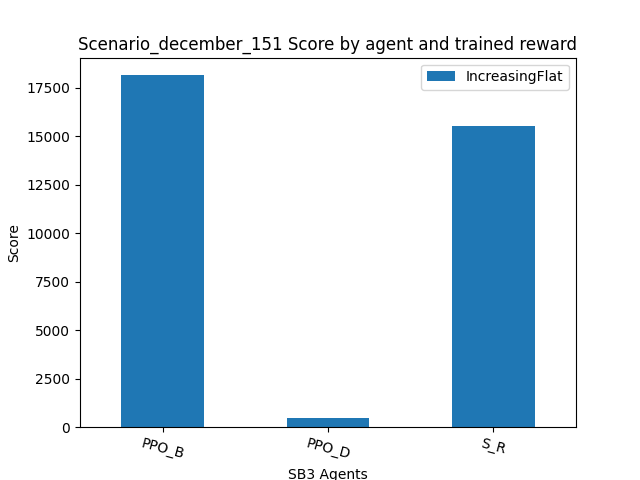 Scenario_december_151 Score by agent and trained reward
IncreasingFlat
17500
15000
12500
10000
7500
5000
2500
0
Score
PPO_B
PPO_D
S_R
SB3 Agents